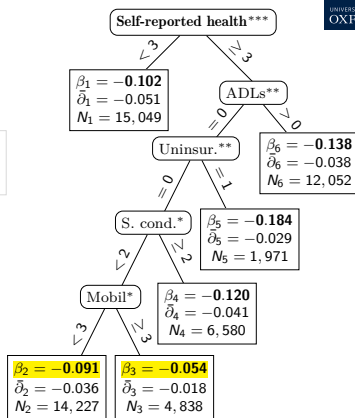 UNIVERSI
OXF
Self-reported health***
< 3
≥ 3
β1 = −0.102
∂̄1 = −0.051
N1 = 15,049
ADLs**
= 0
> 0
Uninsur.**
β6 = −0.138
∂̄6 = −0.038
N6 = 12,052
= 0
= 1
S. cond.*
β5 = −0.184
∂̄5 = −0.029
N5 = 1,971
< 2
≥ 2
Mobil*
β4 = −0.120
∂̄4 = −0.041
N4 = 6,580
< 3
≥ 3
β2 = −0.091
∂̄2 = −0.036
N2 = 14,227
β3 = −0.054
∂̄3 = −0.018
N3 = 4,838